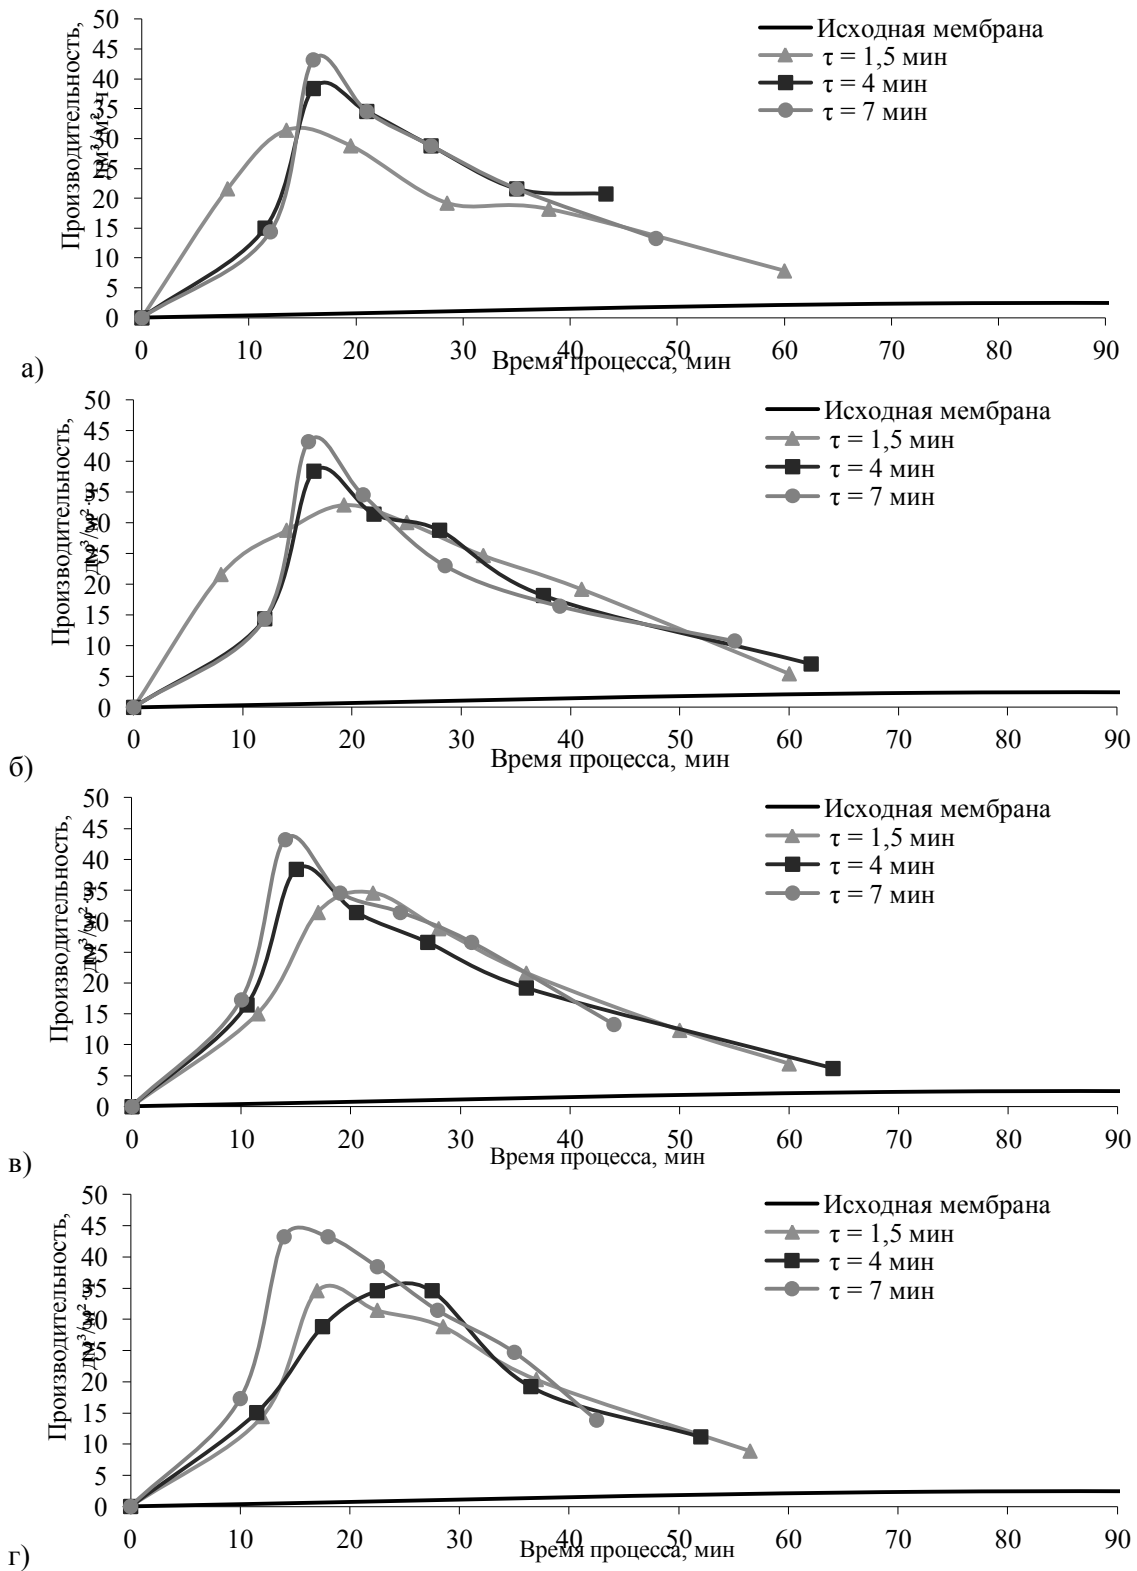 Производительность,
дм³/м²·ч
50
45
40
35
30
25
20
15
10
5
0
Исходная мембрана
τ = 1,5 мин
τ = 4 мин
τ = 7 мин
0 10 20 30 40 50 60 70 80 90
Время процесса, мин
а)
Производительность,
дм³/м²·
50
45
40
35
30
25
20
15
10
5
0
Исходная мембрана
τ = 1,5 мин
τ = 4 мин
τ = 7 мин
0 10 20 30 40 50 60 70 80 90
Время процесса, мин
б)
Производительность,
дм³/м²·
50
45
40
35
30
25
20
15
10
5
0
Исходная мембрана
τ = 1,5 мин
τ = 4 мин
τ = 7 мин
0 10 20 30 40 50 60 70 80 90
Время процесса, мин
в)
Производительность,
дм³/м²·
50
45
40
35
30
25
20
15
10
5
0
Исходная мембрана
τ = 1,5 мин
τ = 4 мин
τ = 7 мин
0 10 20 30 40 50 60 70 80 90
Время процесса, мин
г)